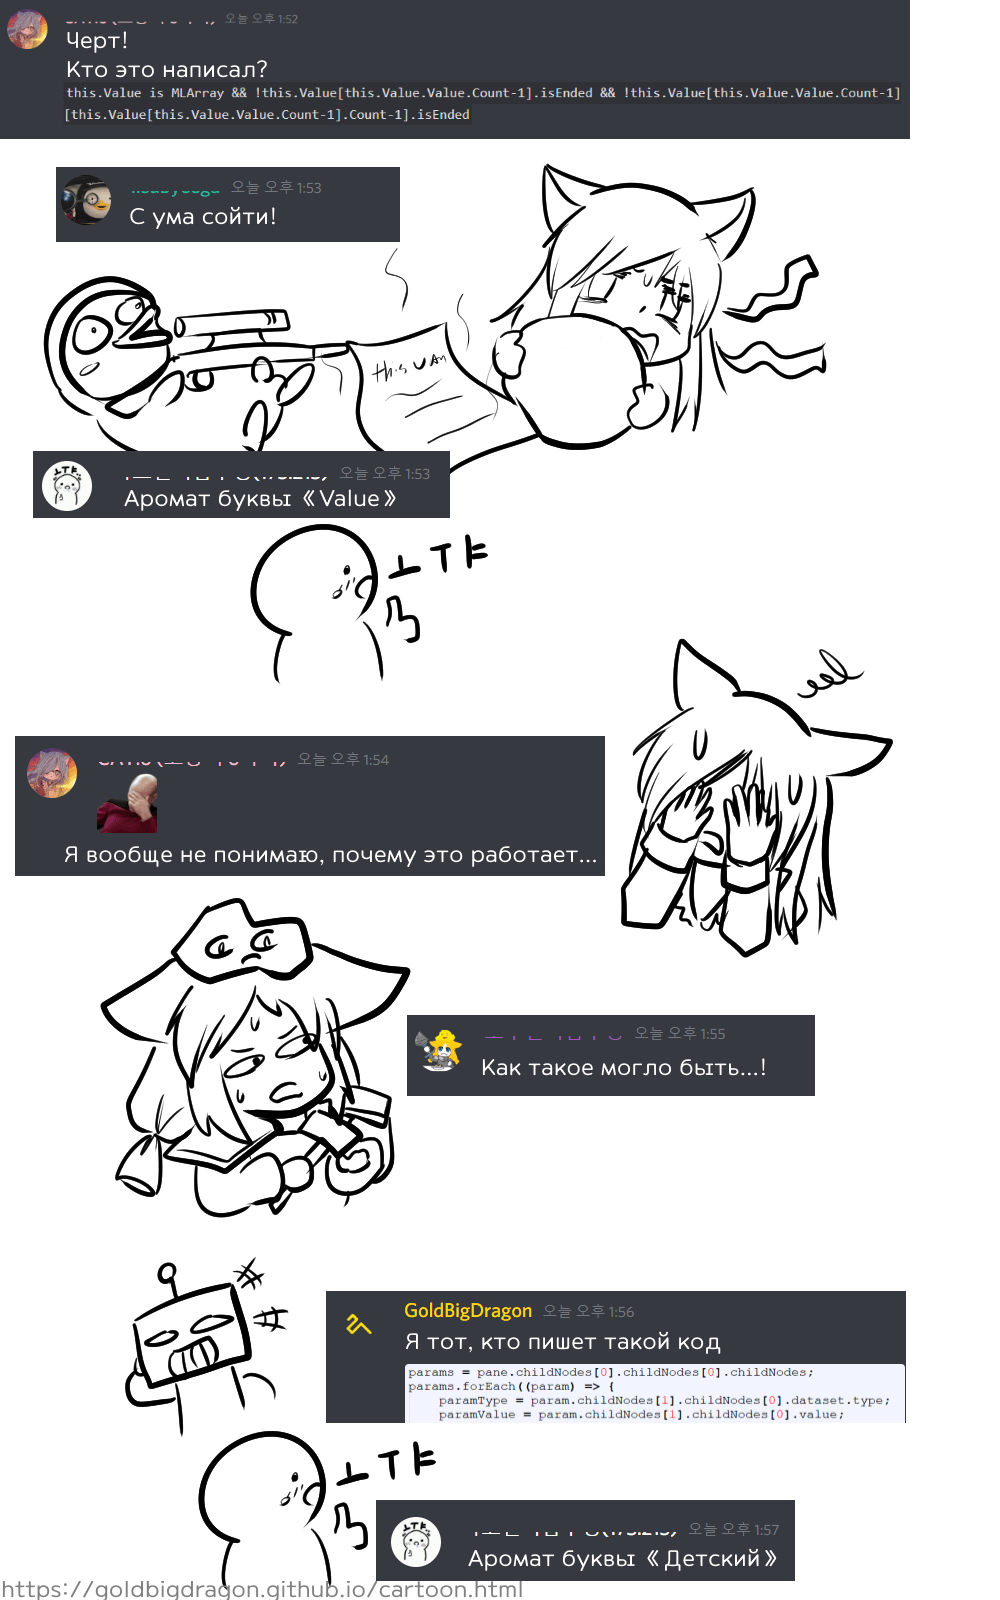 오늘 오후 1:52
Черт!
Кто это написал?
this.Value is MLArray && !this.Value[this.Value.Value.Count-1].isEnded && !this.Value[this.Value.Value.Count-1]
[this.Value[this.Value.Value.Count-1].Count-1].isEnded
오늘 오후 1:53
С ума сойти!
this
오늘 오후 1:53
Аромат буквы 《Value》
오늘 오후 1:54
Я вообще не понимаю, почему это работает...
오늘 오후 1:55
Как такое могло быть...!
GoldBigDragon 오늘 오후 1:56
Я тот, кто пишет такой код
params = pane.childNodes[0].childNodes[0].childNodes;
params.forEach((param) => {
paramType = param.childNodes[1].childNodes[0].dataset.type;
paramValue = param.childNodes[1].childNodes[0].value;
오늘 오후 1:57
Аромат буквы 《Детский》
https://goldbigdragon.github.io/cartoon.html